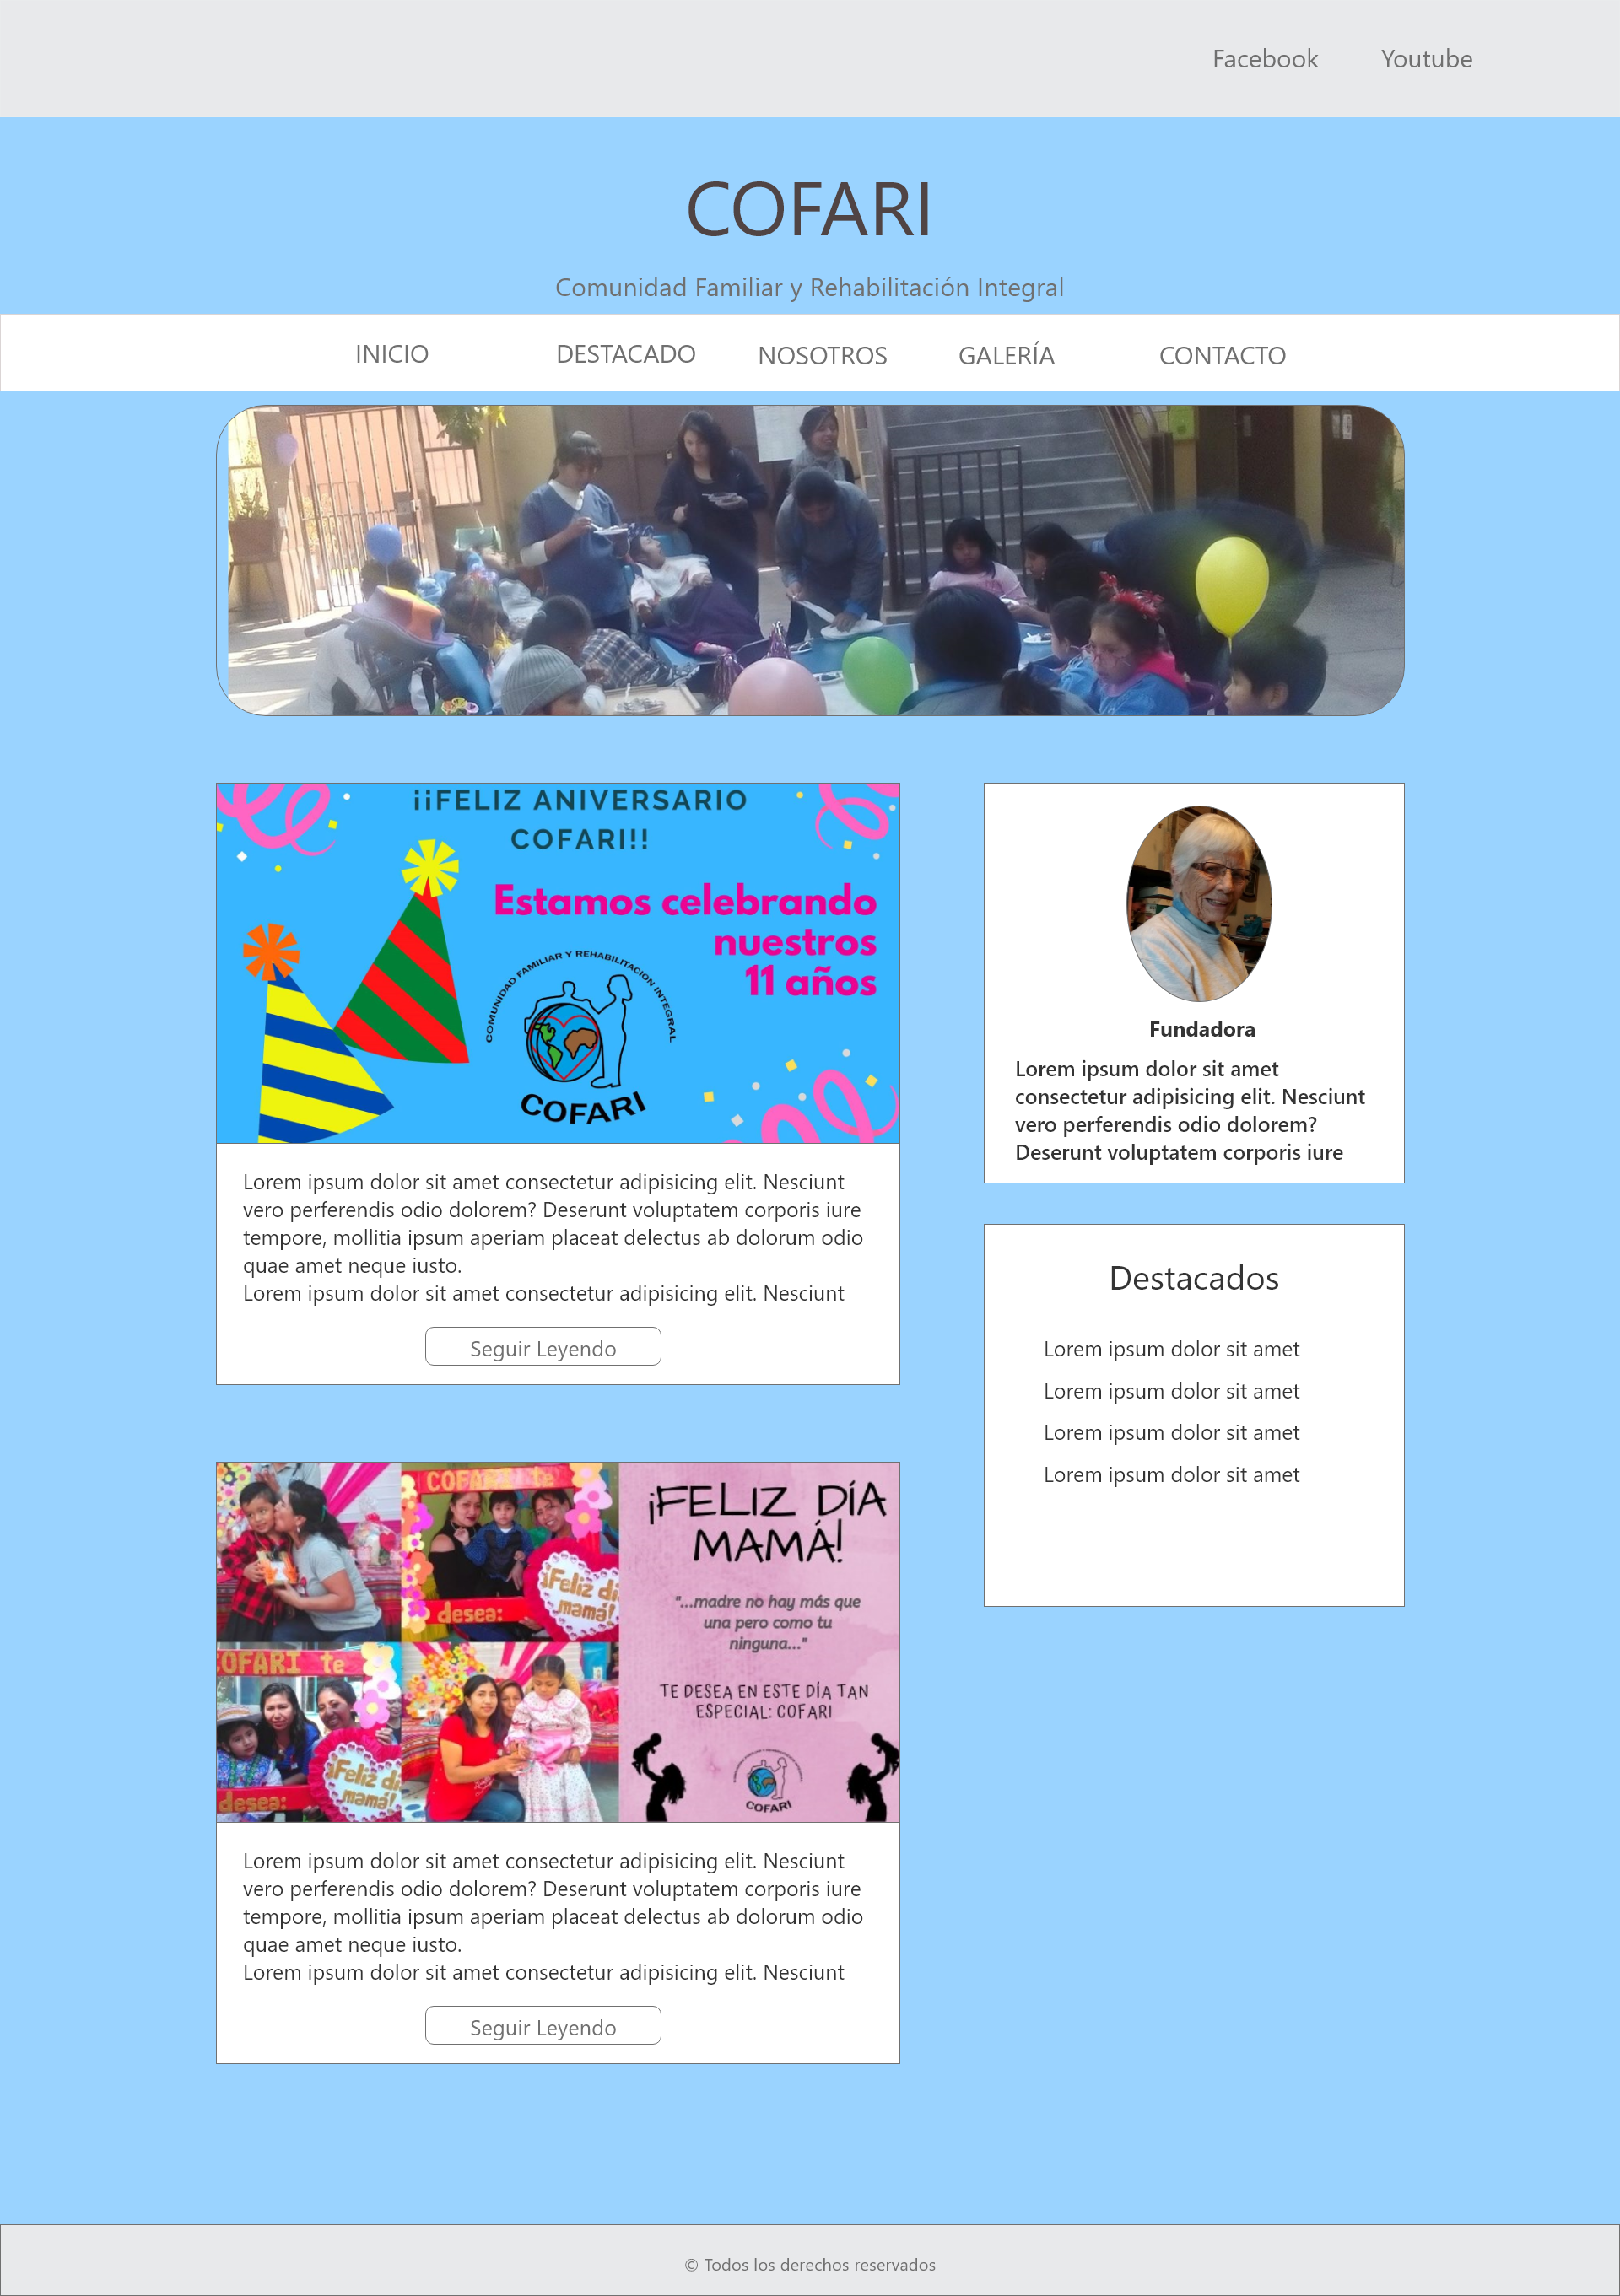 Facebook Youtube
COFARI
Comunidad Familiar y Rehabilitación Integral
INICIO DESTACADO NOSOTROS GALERÍA CONTACTO
¡¡FELIZ ANIVERSARIO
COFARI!!
Estamos celebrando
nuestros
11 años
COMUNIDAD FAMILIAR Y REHABILITACION INTEGRAL
COFARI
Lorem ipsum dolor sit amet consectetur adipisicing elit. Nesciunt
vero perferendis odio dolorem? Deserunt voluptatem corporis iure
tempore, mollitia ipsum aperiam placeat delectus ab dolorum odio
quae amet neque iusto.
Lorem ipsum dolor sit amet consectetur adipisicing elit. Nesciunt
Seguir Leyendo
Fundadora
Lorem ipsum dolor sit amet
consectetur adipisicing elit. Nesciunt
vero perferendis odio dolorem?
Deserunt voluptatem corporis iure
Destacados
Lorem ipsum dolor sit amet
Lorem ipsum dolor sit amet
Lorem ipsum dolor sit amet
Lorem ipsum dolor sit amet
COFARI te
¡Feliz di
mamá!
desea:
OFARI te
¡Feliz di
mamá!
desea:
¡FELIZ DÍA
MAMÁ!
"...madre no hay más que
una pero como tu
ninguna..."
TE DESEA EN ESTE DÍA TAN
ESPECIAL: COFARI
COFARI
Lorem ipsum dolor sit amet consectetur adipisicing elit. Nesciunt
vero perferendis odio dolorem? Deserunt voluptatem corporis iure
tempore, mollitia ipsum aperiam placeat delectus ab dolorum odio
quae amet neque iusto.
Lorem ipsum dolor sit amet consectetur adipisicing elit. Nesciunt
Seguir Leyendo
© Todos los derechos reservados